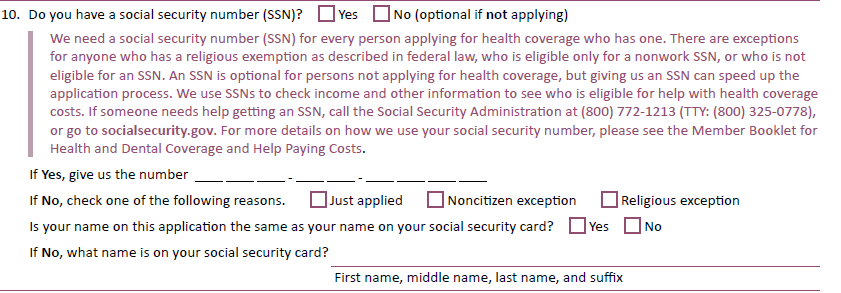 10. Do you have a social security number (SSN)? Yes No (optional if not applying)
We need a social security number (SSN) for every person applying for health coverage who has one. There are exceptions
for anyone who has a religious exemption as described in federal law, who is eligible only for a nonwork SSN, or who is not
eligible for an SSN. An SSN is optional for persons not applying for health coverage, but giving us an SSN can speed up the
application process. We use SSNs to check income and other information to see who is eligible for help with health coverage
costs. If someone needs help getting an SSN, call the Social Security Administration at (800) 772-1213 (TTY: (800) 325-0778),
or go to socialsecurity.gov. For more details on how we use your social security number, please see the Member Booklet for
Health and Dental Coverage and Help Paying Costs.
If Yes, give us the number ___ ___ ___ - ___ ___ - ___ ___ ___ ___
If No, check one of the following reasons. Just applied Noncitizen exception Religious exception
Is your name on this application the same as your name on your social security card? Yes No
If No, what name is on your social security card?
First name, middle name, last name, and suffix